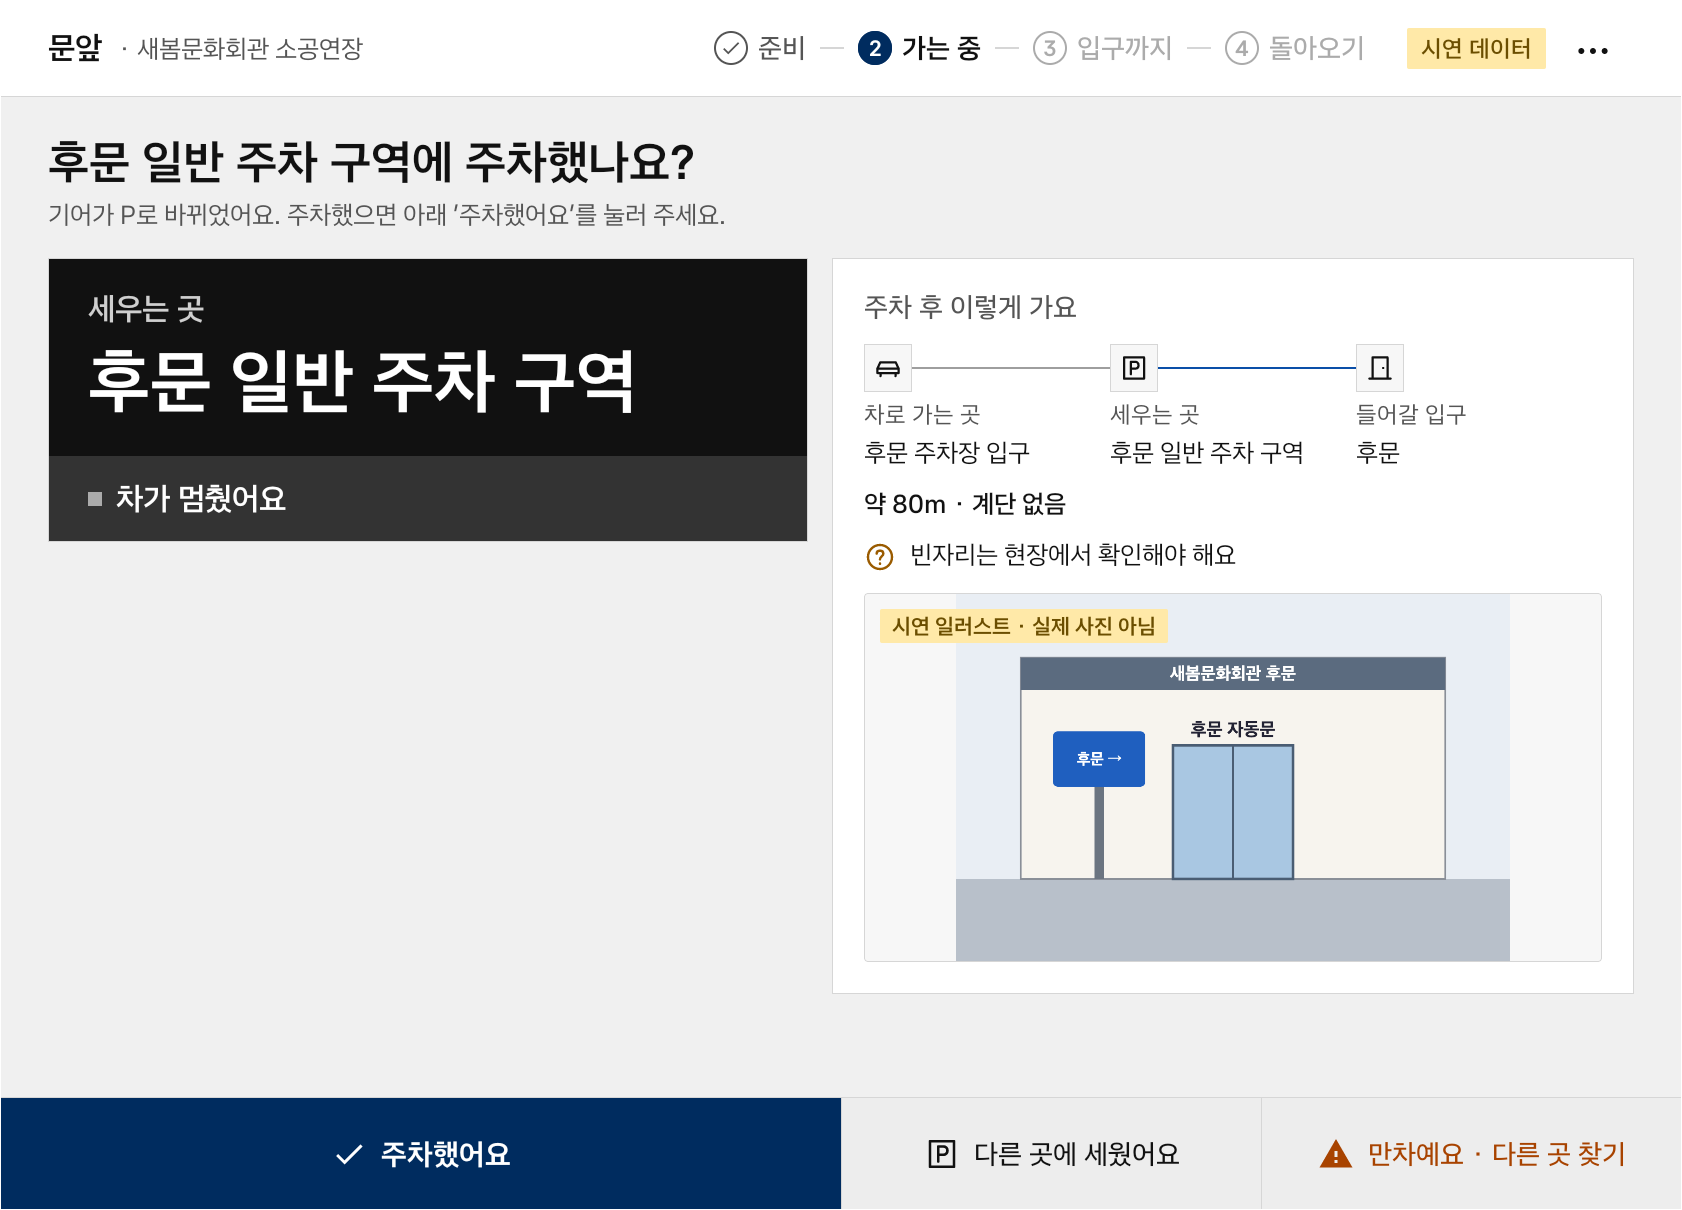 문앞 · 새봄문화회관 소공연장
준비 2 가는 중 3 입구까지 4 돌아오기
시연 데이터
후문 일반 주차 구역에 주차했나요?
기어가 P로 바뀌었어요. 주차했으면 아래 '주차했어요'를 눌러 주세요.
세우는 곳
후문 일반 주차 구역
차가 멈췄어요
주차 후 이렇게 가요
P
차로 가는 곳 세우는 곳 들어갈 입구
후문 주차장 입구 후문 일반 주차 구역 후문
약 80m · 계단 없음
? 빈자리는 현장에서 확인해야 해요
시연 일러스트 · 실제 사진 아님
새봄문화회관 후문
후문 자동문
후문 →
주차했어요
P 다른 곳에 세웠어요
만차예요 · 다른 곳 찾기